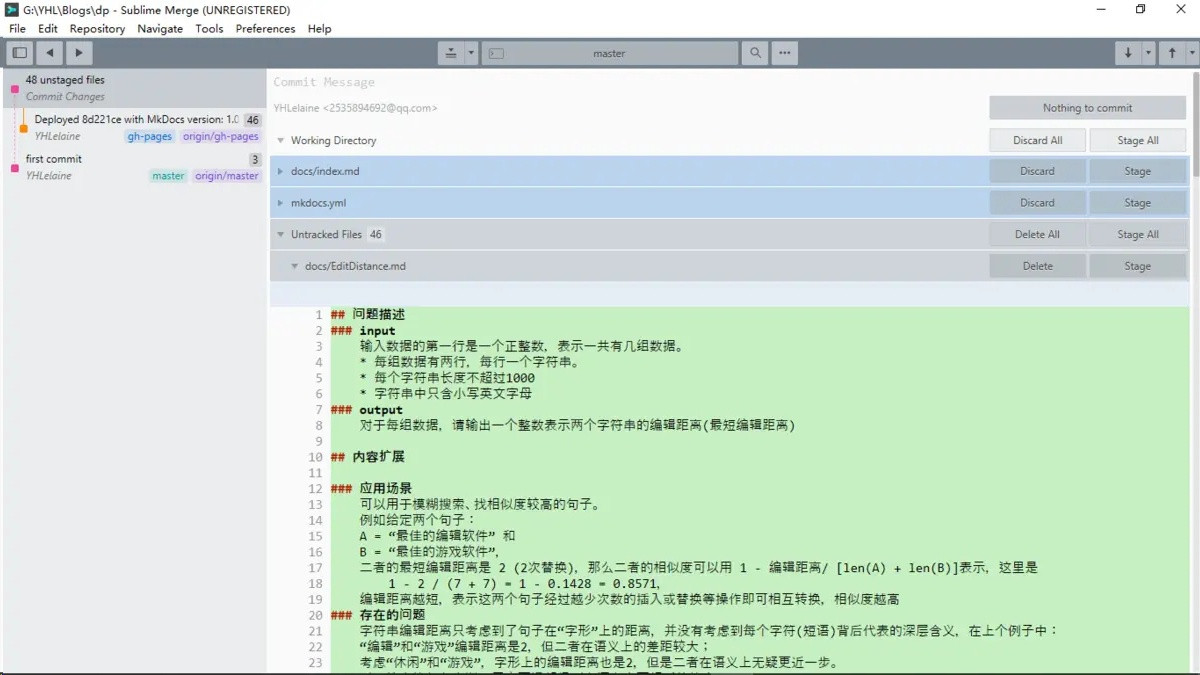 G:\YHL\Blogs\dp - Sublime Merge (UNREGISTERED)
File Edit Repository Navigate Tools Preferences Help
master
48 unstaged files
Commit Changes
Deployed 8d221ce with MkDocs version: 1.0 46
YHLelaine gh-pages origin/gh-pages
first commit 3
YHLelaine master origin/master
Commit Message
YHLelaine <2535894692@qq.com>
Nothing to commit
Working Directory Discard All Stage All
docs/index.md Discard Stage
mkdocs.yml Discard Stage
Untracked Files 46 Delete All Stage All
docs/EditDistance.md Delete Stage
1 ## 问题描述
2 ### input
3 输入数据的第一行是一个正整数，表示一共有几组数据。
4 * 每组数据有两行，每行一个字符串。
5 * 每个字符串长度不超过1000
6 * 字符串中只含小写英文字母
7 ### output
8 对于每组数据，请输出一个整数表示两个字符串的编辑距离(最短编辑距离)
9
10 ## 内容扩展
11
12 ### 应用场景
13 可以用于模糊搜索、找相似度较高的句子。
14 例如给定两个句子：
15 A = “最佳的编辑软件” 和
16 B = “最佳的游戏软件”，
17 二者的最短编辑距离是 2 (2次替换)，那么二者的相似度可以用 1 - 编辑距离/ [len(A) + len(B)]表示，这里是
18 1 - 2 / (7 + 7) = 1 - 0.1428 = 0.8571，
19 编辑距离越短，表示这两个句子经过越少次数的插入或替换等操作即可相互转换，相似度越高
20 ### 存在的问题
21 字符串编辑距离只考虑到了句子在“字形”上的距离，并没有考虑到每个字符(短语)背后代表的深层含义，在上个例子中：
22 “编辑”和“游戏”编辑距离是2，但二者在语义上的差距较大；
23 考虑“休闲”和“游戏”，字形上的编辑距离也是2，但是二者在语义上无疑更近一步。